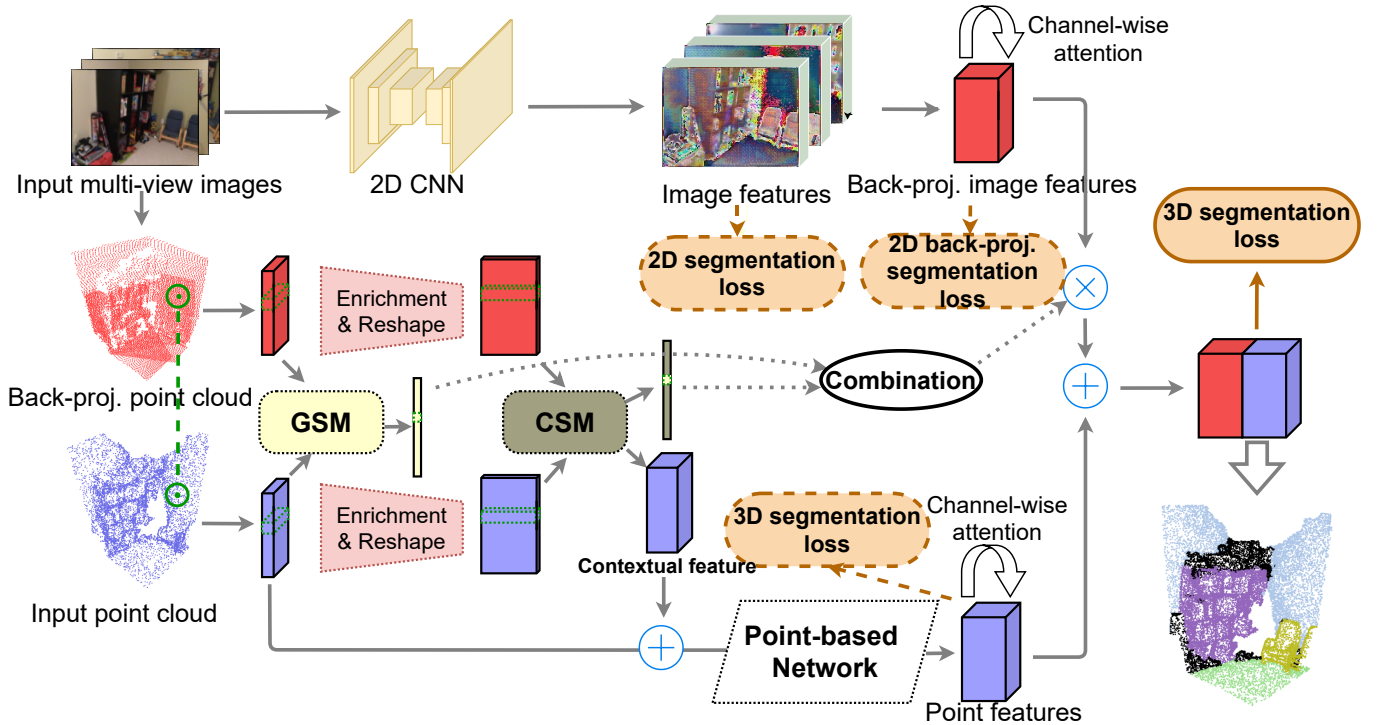 Channel-wise
attention
Input multi-view images
2D CNN
Image features
Back-proj. image features
3D segmentation
loss
2D segmentation
loss
2D back-proj.
segmentation
loss
Enrichment
& Reshape
Back-proj. point cloud
GSM
CSM
Combination
Enrichment
& Reshape
3D segmentation
loss
Channel-wise
attention
Contextual feature
Input point cloud
Point-based
Network
Point features